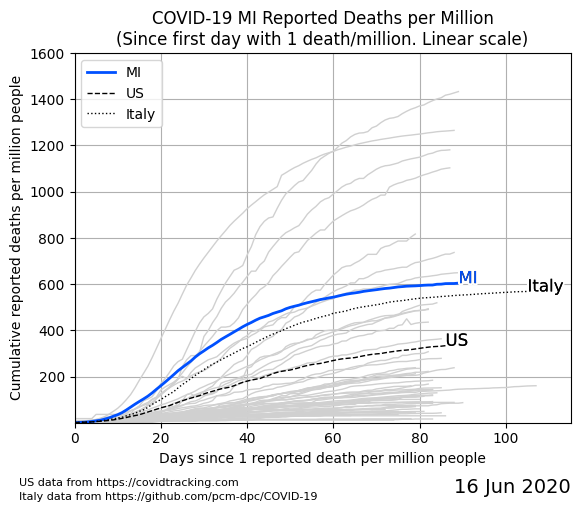 COVID-19 MI Reported Deaths per Million
(Since first day with 1 death/million. Linear scale)
Cumulative reported deaths per million people
1600
1400
1200
1000
800
600
400
200
MI
US
Italy
MI
Italy
US
0 20 40 60 80 100
Days since 1 reported death per million people
US data from https://covidtracking.com
Italy data from https://github.com/pcm-dpc/COVID-19
16 Jun 2020